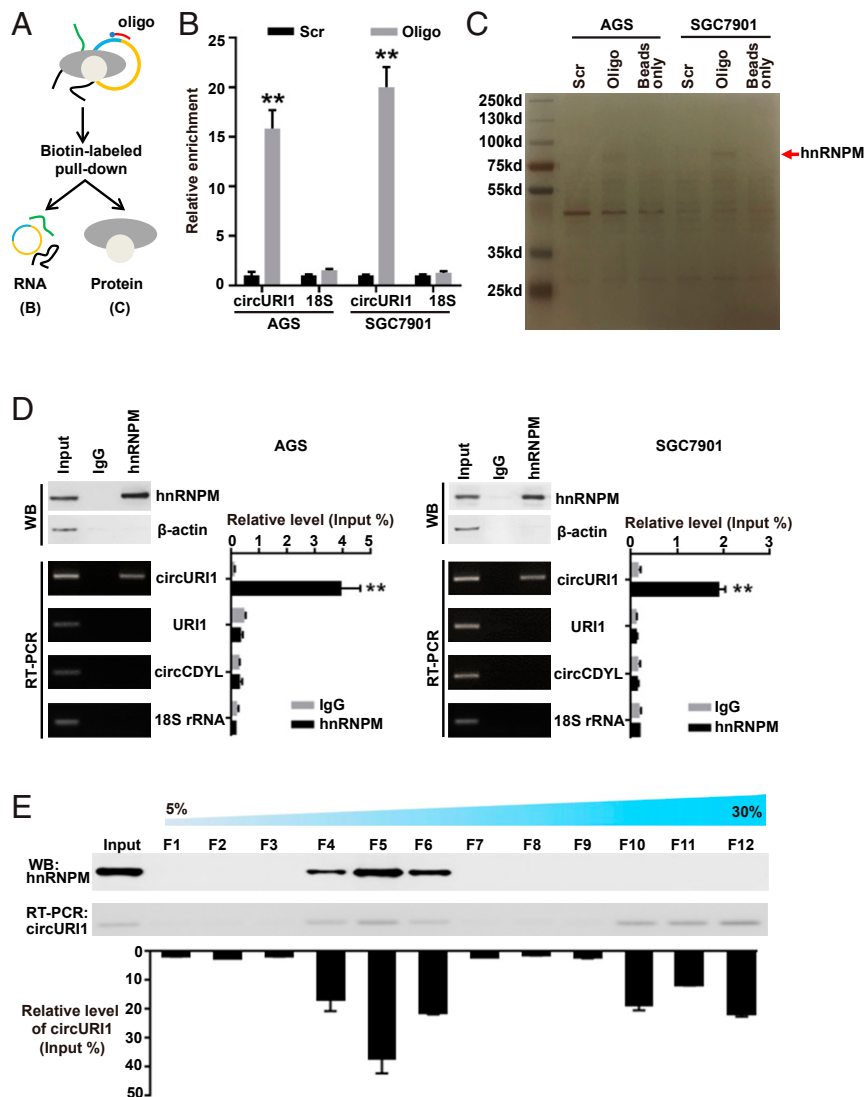 A
oligo
Biotin-labeled
pull-down
RNA
Protein
(B)
(C)
B
Scr
Oligo
Relative enrichment
25
20
15
10
5
0
**
**
circURI1
18S
circURI1
18S
AGS
SGC7901
C
AGS
SGC7901
Scr
Oligo
Beads
only
Scr
Oligo
Beads
only
250kd
130kd
100kd
75kd
55kd
35kd
25kd
hnRNPM
D
AGS
Input
IgG
hnRNPM
WB
hnRNPM
β-actin
Relative level (Input %)
0 1 2 3 4 5
RT-PCR
circURI1
**
URI1
circCDYL
18S rRNA
IgG
hnRNPM
SGC7901
Input
IgG
hnRNPM
WB
hnRNPM
β-actin
Relative level (Input %)
0 1 2 3
RT-PCR
circURI1
**
URI1
circCDYL
18S rRNA
IgG
hnRNPM
E
5%
30%
Input F1 F2 F3 F4 F5 F6 F7 F8 F9 F10 F11 F12
WB:
hnRNPM
RT-PCR:
circURI1
Relative level
of circURI1
(Input %)
0
10
20
30
40
50